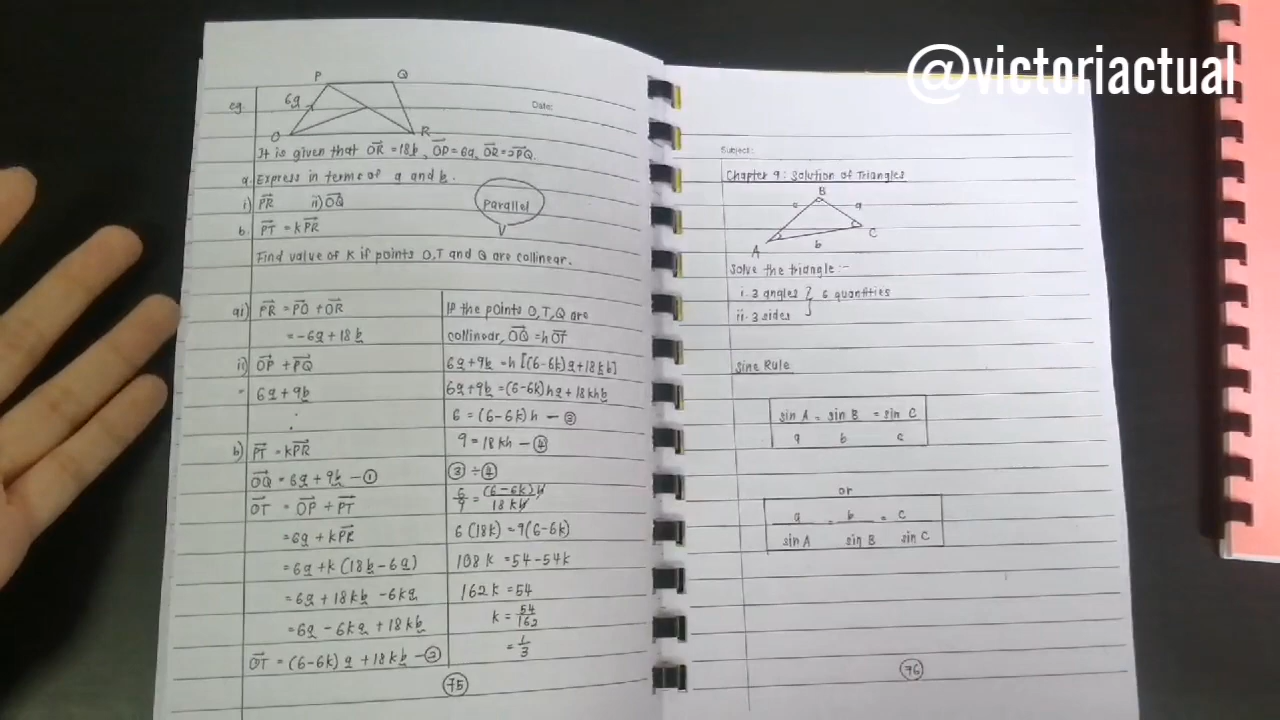 @victoriactual
P Q
6a
eg
O R
Date:
It is given that OR = 18b, OP = 6a, OR = 2PQ.
a. Express in terms of a and b.
i) PR ii) OQ
Parallel
b. PT = kPR
Find value of k if points O, T and Q are collinear.
ai) PR = PO + OR
= -6a + 18b
ii) OP + PQ
= 6a + 9b
b) PT = kPR
OQ = 6a + 9b — ①
OT = OP + PT
= 6a + kPR
= 6a + k (18b - 6a)
= 6a + 18kb - 6ka
= 6a - 6ka + 18kb
OT = (6-6k) a + 18kb — ②
If the points O, T, Q are
collinear, OQ = hOT
6a + 9b = h [(6-6k)a + 18kb]
6a + 9b = (6-6k)ha + 18khb
6 = (6-6k)h — ③
9 = 18kh — ④
③ ÷ ④
6/9 = (6-6k)h/18kh
6(18k) = 9(6-6k)
108k = 54 - 54k
162k = 54
k = 54/162
= 1/3
75
Subject:
Chapter 9: Solution of Triangles
B
c a
A b C
Solve the triangle:-
i. 3 angles } 6 quantities
ii. 3 sides
Sine Rule
sin A = sin B = sin C
a b c
or
a = b = c
sin A sin B sin C
76